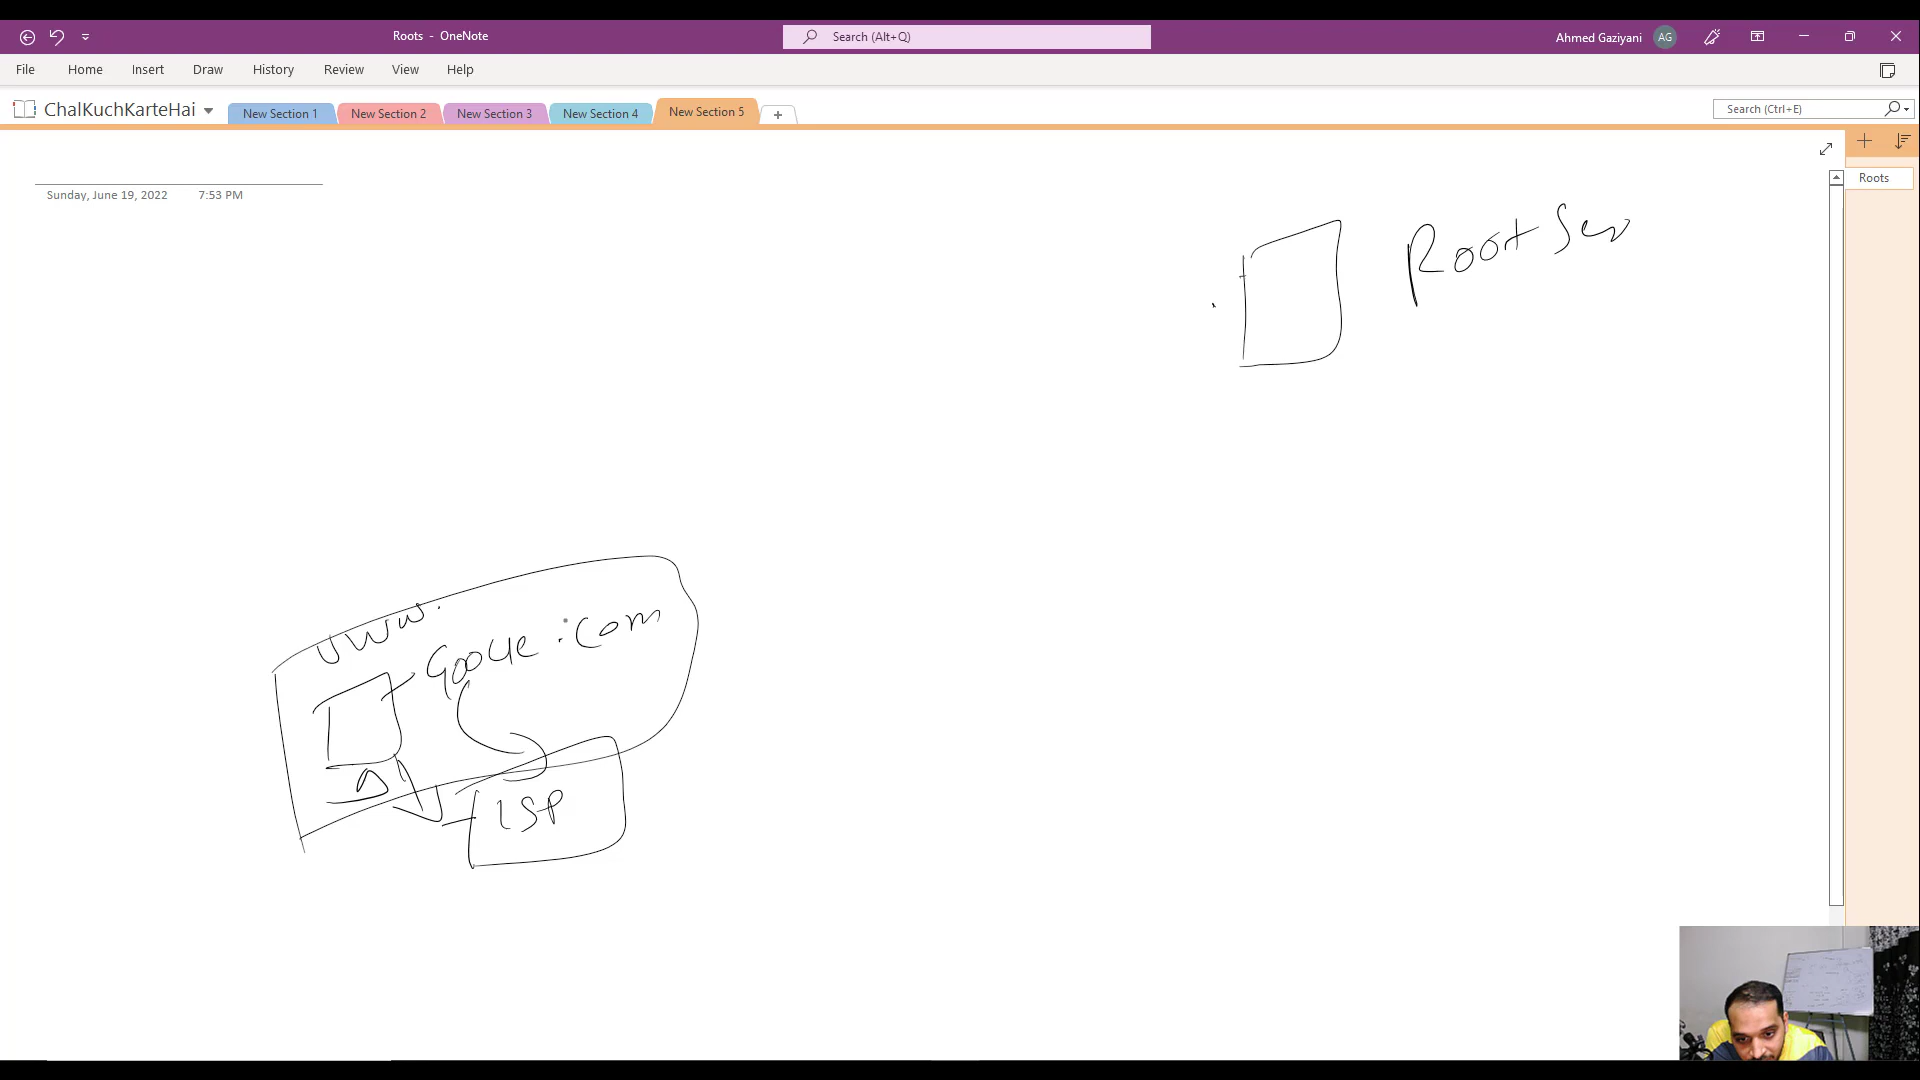 Roots - OneNote
Search (Alt+Q)
Ahmed Gaziyani
AG
File Home Insert Draw History Review View Help
ChalKuchKarteHai
New Section 1
New Section 2
New Section 3
New Section 4
New Section 5
Search (Ctrl+E)
Roots
Sunday, June 19, 2022 7:53 PM
Root Ser
www.
Google .com
ISP